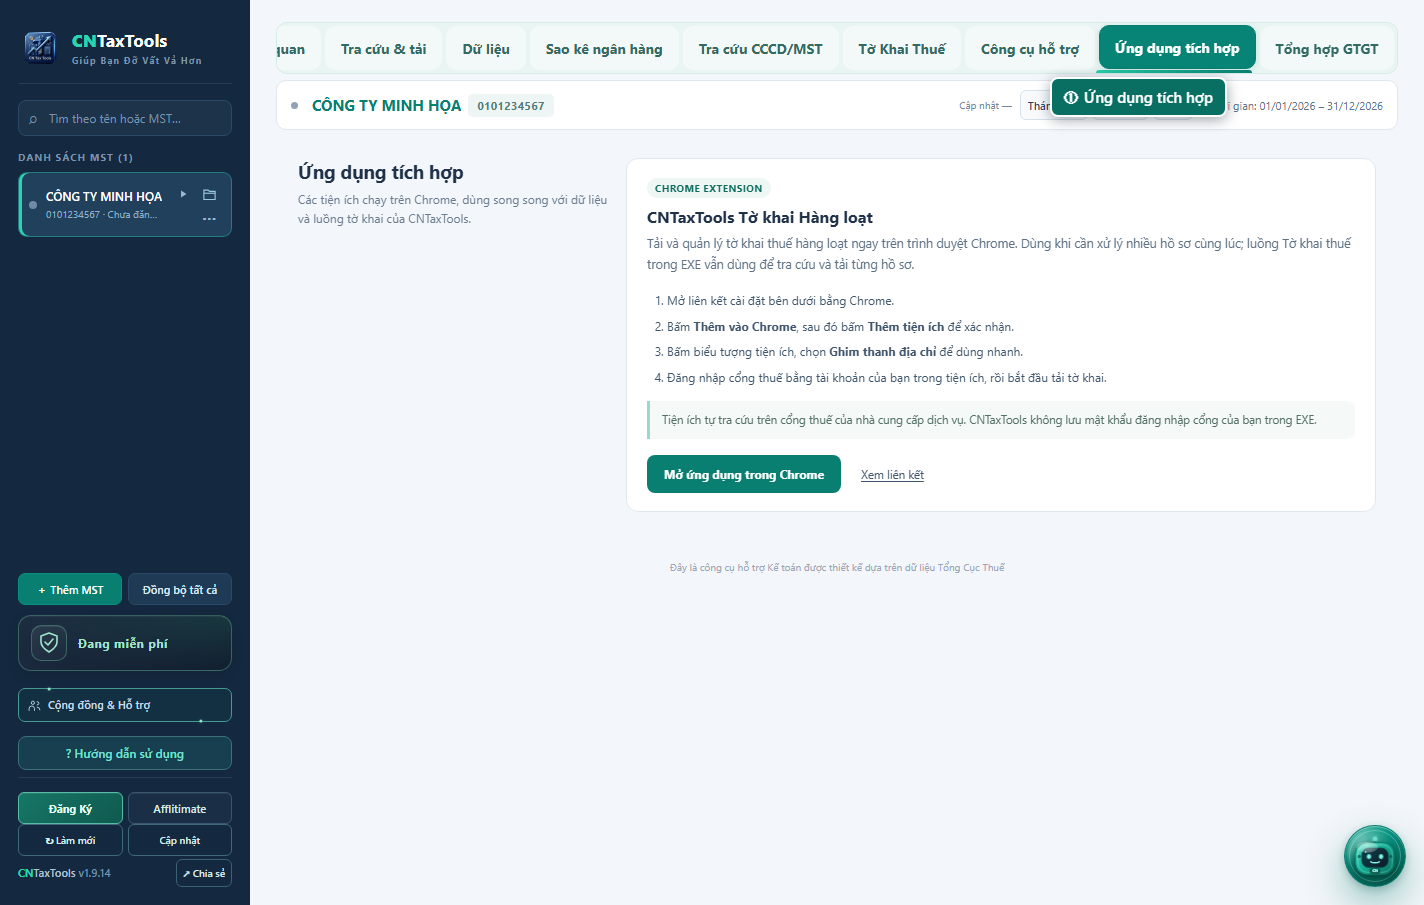 CNTaxTools
Giúp Bạn Đỡ Vất Vả Hơn
Tìm theo tên hoặc MST...
DANH SÁCH MST (1)
CÔNG TY MINH HỌA
0101234567 · Chưa đăn...
+ Thêm MST
Đồng bộ tất cả
Đang miễn phí
Cộng đồng & Hỗ trợ
? Hướng dẫn sử dụng
Đăng Ký
Afflitimate
↻ Làm mới
Cập nhật
CNTaxTools v1.9.14
↗ Chia sẻ
quan
Tra cứu & tải
Dữ liệu
Sao kê ngân hàng
Tra cứu CCCD/MST
Tờ Khai Thuế
Công cụ hỗ trợ
Ứng dụng tích hợp
Tổng hợp GTGT
CÔNG TY MINH HỌA
0101234567
Cập nhật —
① Ứng dụng tích hợp
gian: 01/01/2026 – 31/12/2026
Ứng dụng tích hợp
Các tiện ích chạy trên Chrome, dùng song song với dữ liệu
và luồng tờ khai của CNTaxTools.
CHROME EXTENSION
CNTaxTools Tờ khai Hàng loạt
Tải và quản lý tờ khai thuế hàng loạt ngay trên trình duyệt Chrome. Dùng khi cần xử lý nhiều hồ sơ cùng lúc; luồng Tờ khai thuế
trong EXE vẫn dùng để tra cứu và tải từng hồ sơ.
1. Mở liên kết cài đặt bên dưới bằng Chrome.
2. Bấm Thêm vào Chrome, sau đó bấm Thêm tiện ích để xác nhận.
3. Bấm biểu tượng tiện ích, chọn Ghim thanh địa chỉ để dùng nhanh.
4. Đăng nhập cổng thuế bằng tài khoản của bạn trong tiện ích, rồi bắt đầu tải tờ khai.
Tiện ích tự tra cứu trên cổng thuế của nhà cung cấp dịch vụ. CNTaxTools không lưu mật khẩu đăng nhập cổng của bạn trong EXE.
Mở ứng dụng trong Chrome
Xem liên kết
Đây là công cụ hỗ trợ Kế toán được thiết kế dựa trên dữ liệu Tổng Cục Thuế